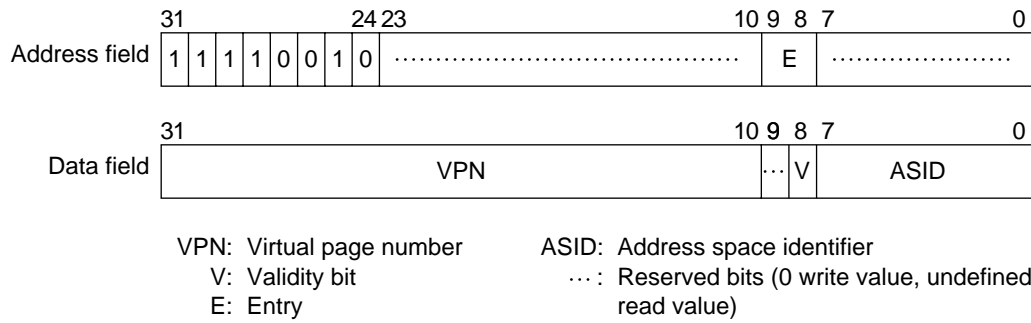 31 24 23 10 9 8 7 0
Address field 1 1 1 1 0 0 1 0 ........................................................ E ......................
31 10 9 8 7 0
Data field VPN ... V ASID
VPN: Virtual page number ASID: Address space identifier
V: Validity bit ... : Reserved bits (0 write value, undefined
E: Entry read value)